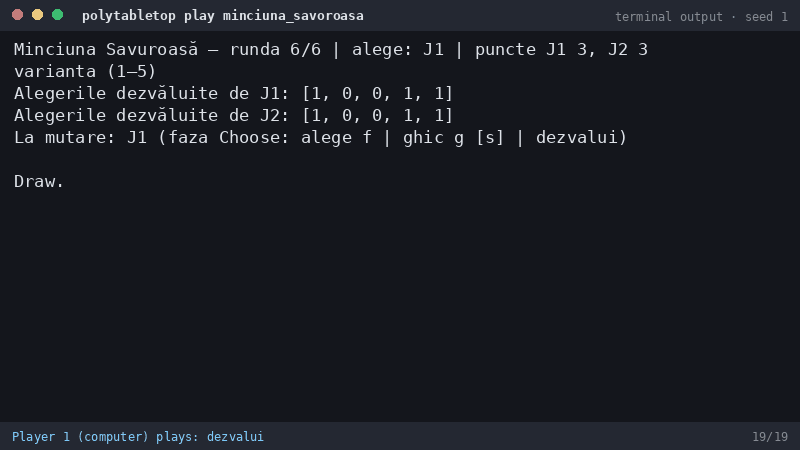 polytabletop play minciuna_savoroasa
terminal output · seed 1
Minciuna Savuroasă — runda 6/6 | alege: J1 | puncte J1 3, J2 3
varianta (1–5)
Alegerile dezvăluite de J1: [1, 0, 0, 1, 1]
Alegerile dezvăluite de J2: [1, 0, 0, 1, 1]
La mutare: J1 (faza Choose: alege f | ghic g [s] | dezvalui)
Draw.
Player 1 (computer) plays: dezvalui
19/19